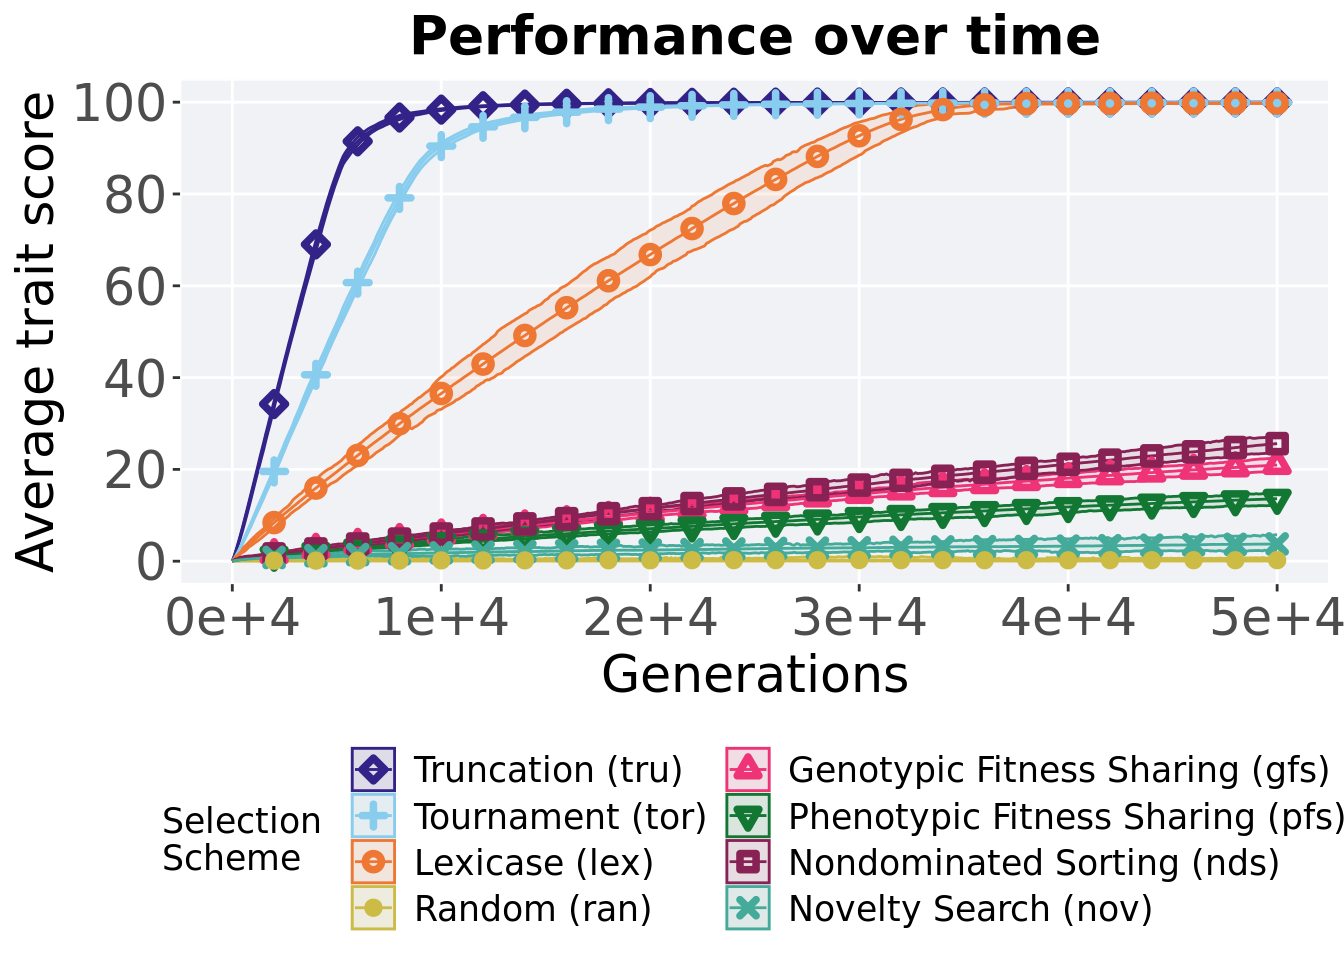 Performance over time
Average trait score
100
80
60
40
20
0
0e+4 1e+4 2e+4 3e+4 4e+4 5e+4
Generations
Selection
Scheme
Truncation (tru)
Tournament (tor)
Lexicase (lex)
Random (ran)
Genotypic Fitness Sharing (gfs)
Phenotypic Fitness Sharing (pfs)
Nondominated Sorting (nds)
Novelty Search (nov)